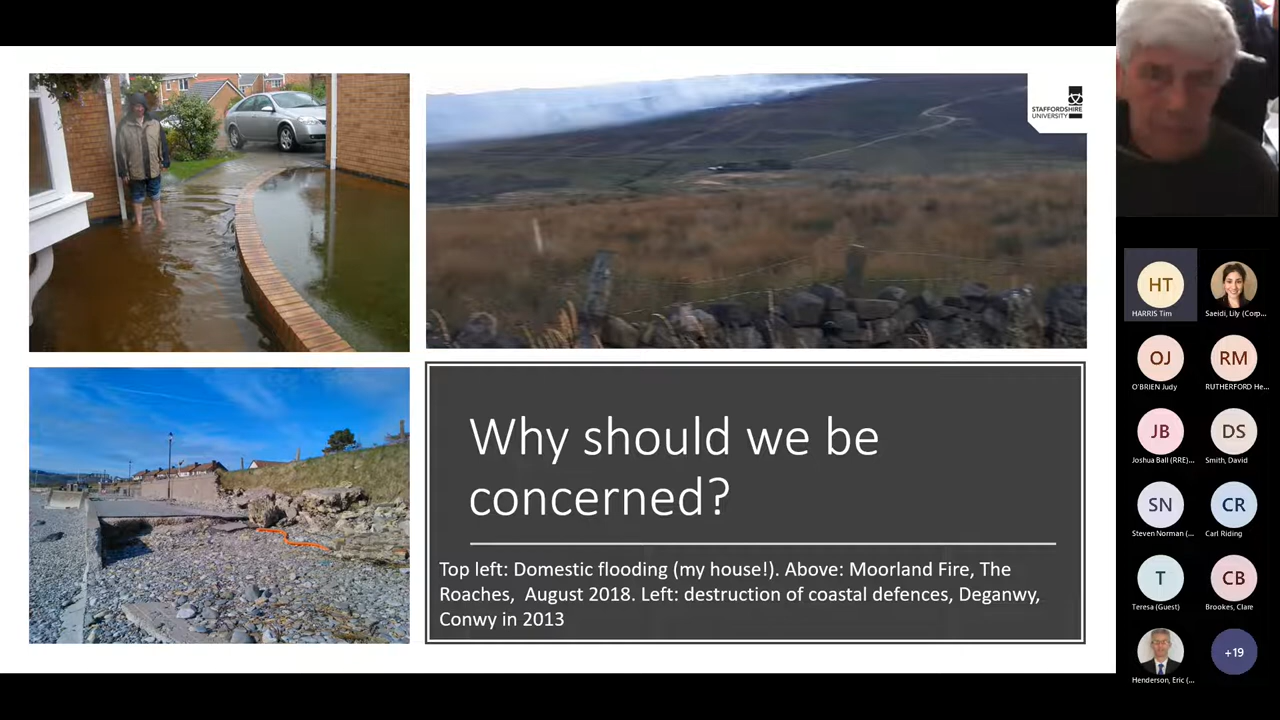 STAFFORDSHIRE
UNIVERSITY
Why should we be
concerned?
Top left: Domestic flooding (my house!). Above: Moorland Fire, The
Roaches, August 2018. Left: destruction of coastal defences, Deganwy,
Conwy in 2013
HT
HARRIS Tim
Saeidi, Lily (Corp...
OJ
O'BRIEN Judy
RM
RUTHERFORD He...
JB
Joshua Ball (RRE)...
DS
Smith, David
SN
Steven Norman (...
CR
Carl Riding
T
Teresa (Guest)
CB
Brookes, Clare
Henderson, Eric (...
+19